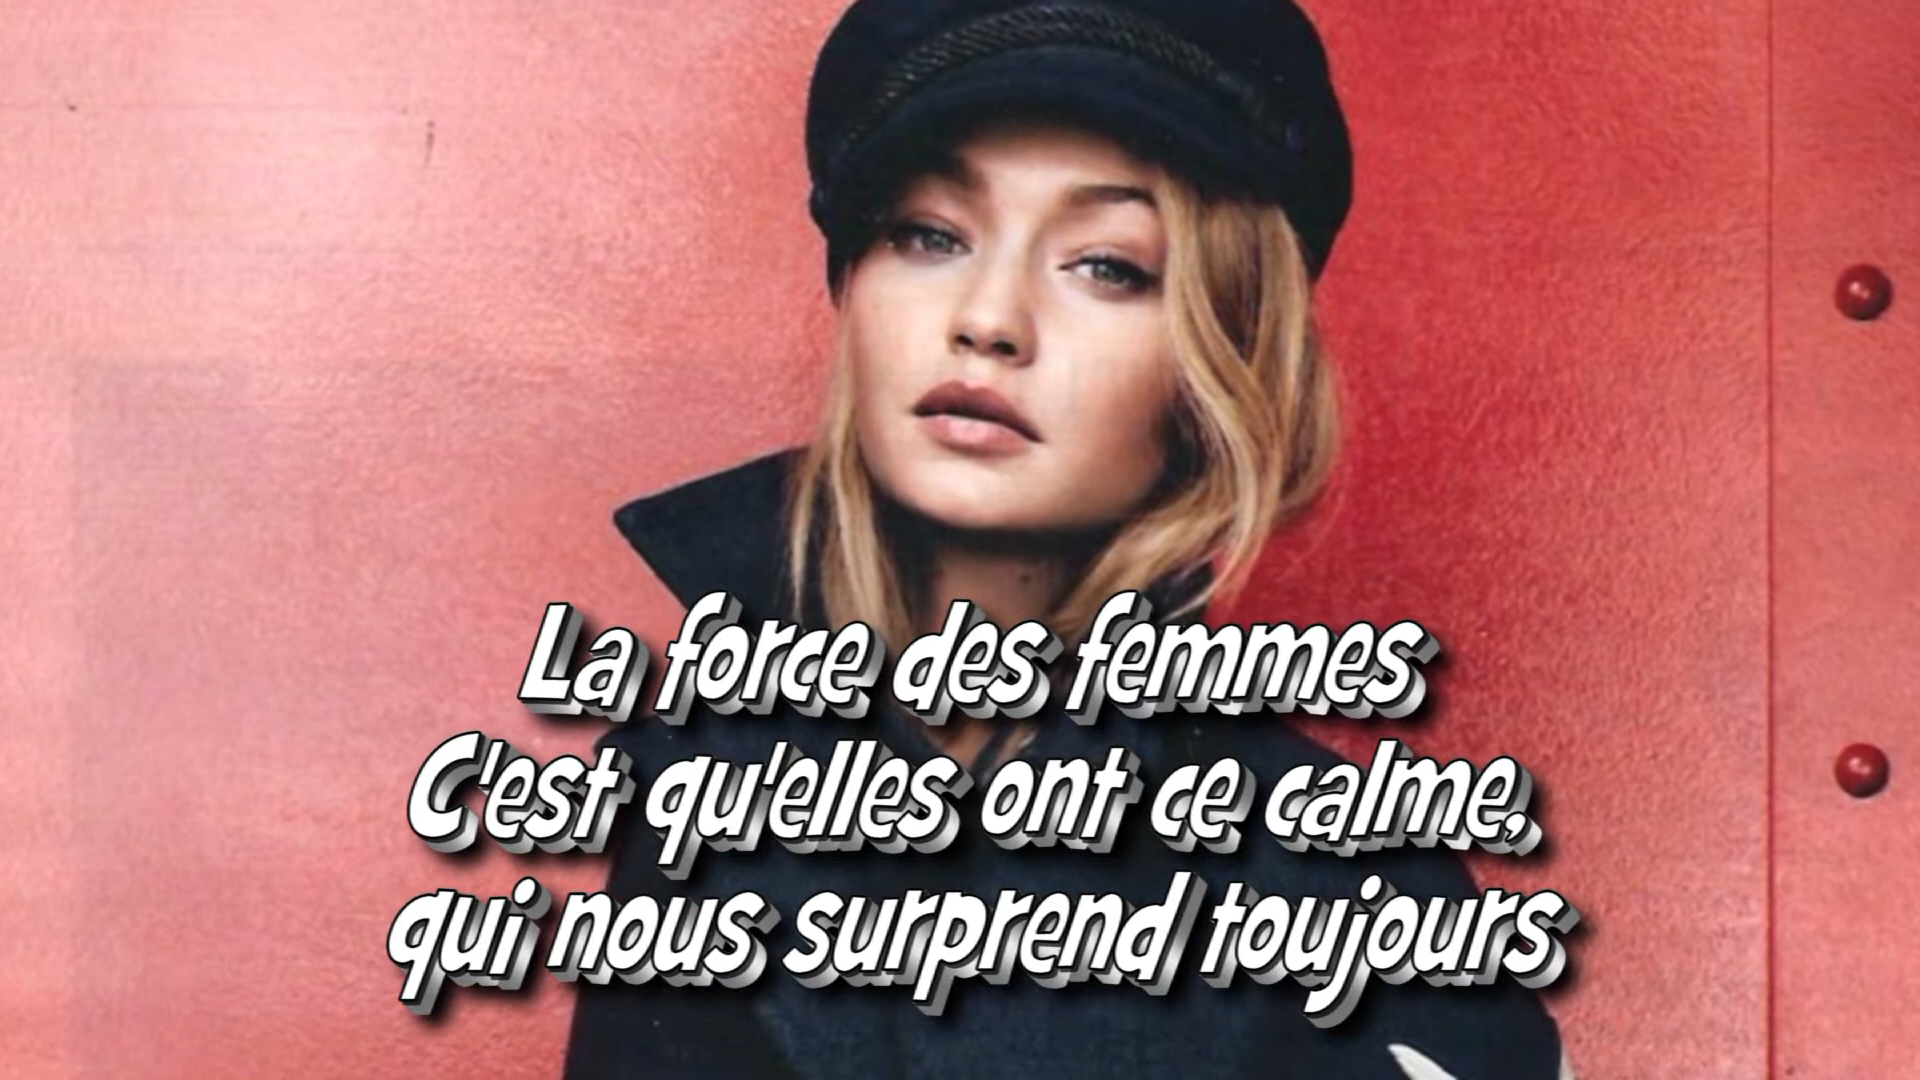 La force des femmes
C'est qu'elles ont ce calme,
qui nous surprend toujours